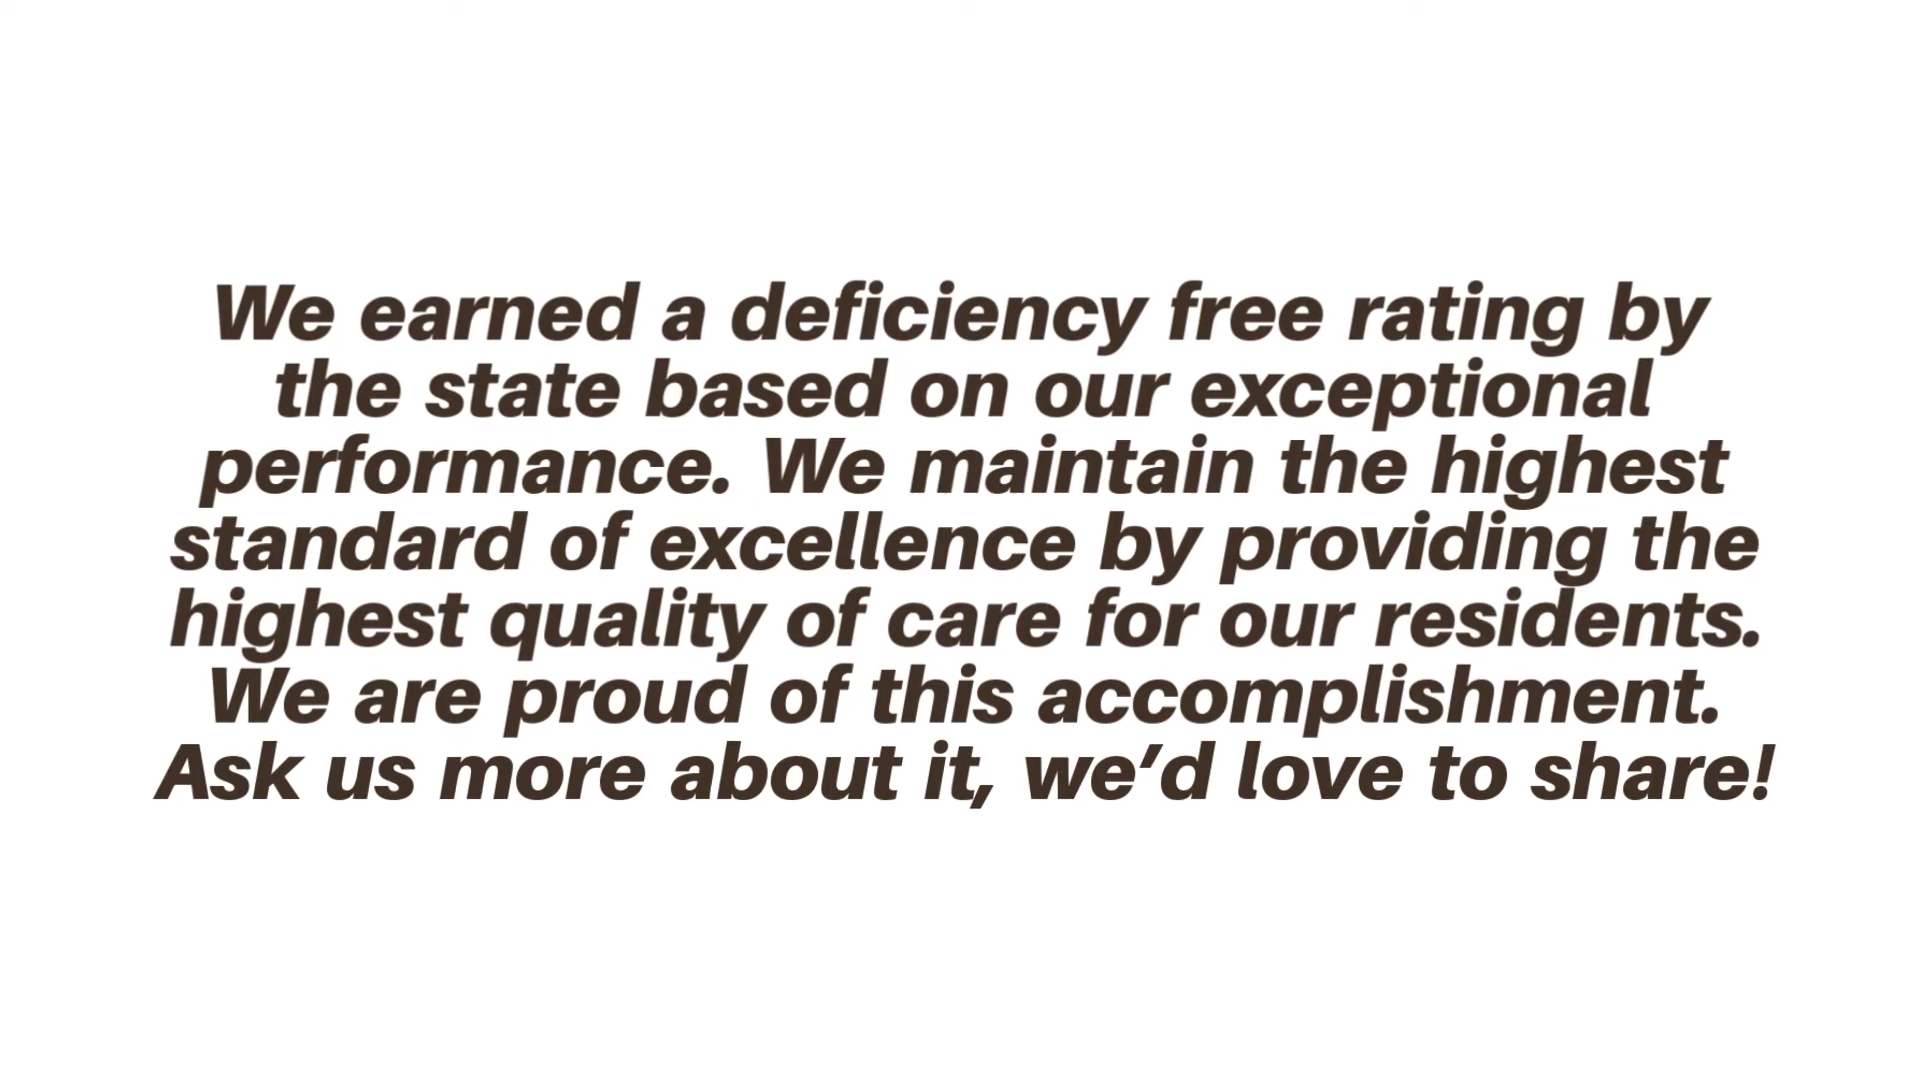 We earned a deficiency free rating by
the state based on our exceptional
performance. We maintain the highest
standard of excellence by providing the
highest quality of care for our residents.
We are proud of this accomplishment.
Ask us more about it, we’d love to share!